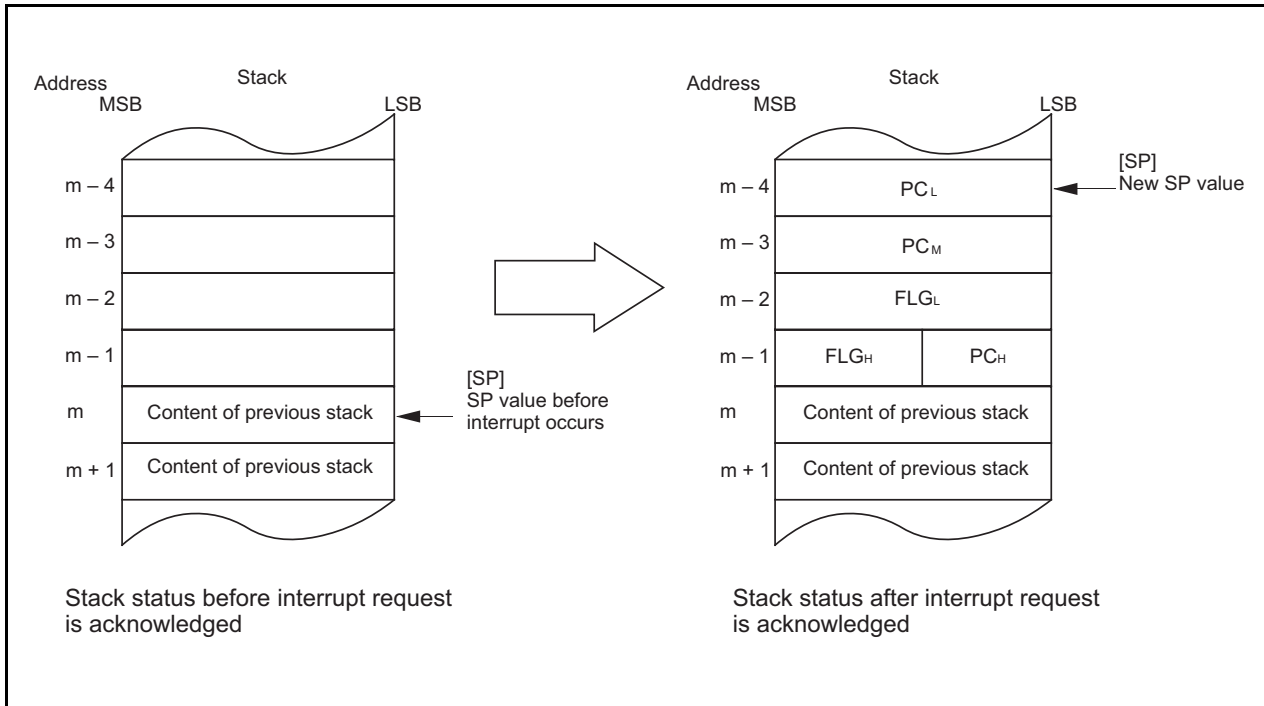 Address
Stack
MSB
LSB
m – 4
m – 3
m – 2
m – 1
m
Content of previous stack
m + 1
Content of previous stack
[SP]
SP value before
interrupt occurs
Stack status before interrupt request
is acknowledged
Address
Stack
MSB
LSB
m – 4
PCL
m – 3
PCM
m – 2
FLGL
m – 1
FLGH
PCH
m
Content of previous stack
m + 1
Content of previous stack
[SP]
New SP value
Stack status after interrupt request
is acknowledged